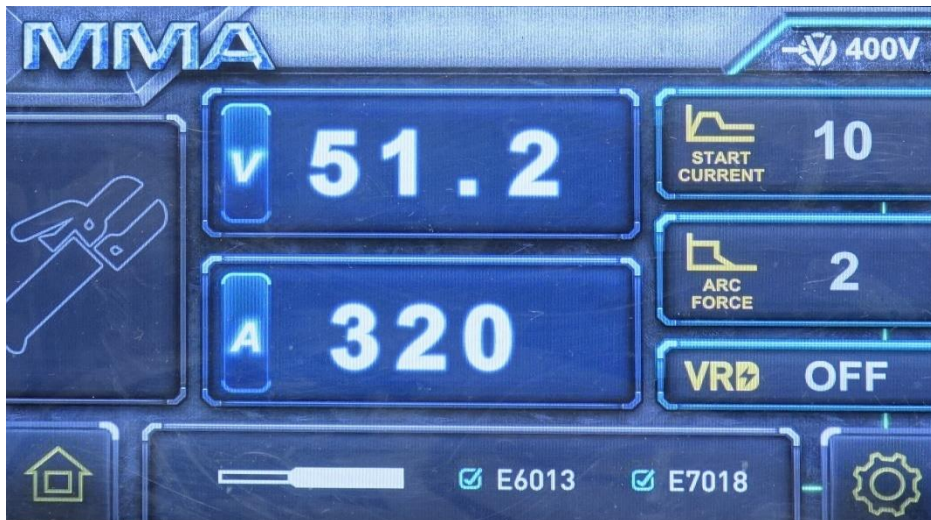 MMA
400V
V 51.2
START
CURRENT
10
A 320
ARC
FORCE
2
VRD OFF
E6013
E7018